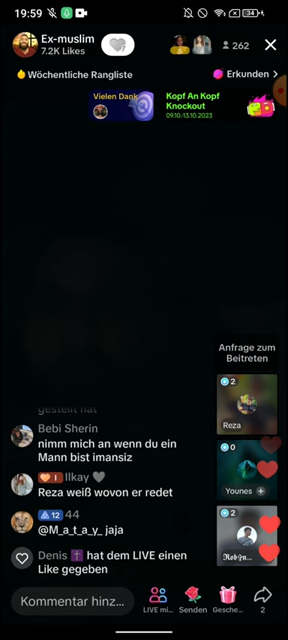 19:59
34
Ex-muslim
7.2K Likes
262
Wöchentliche Rangliste
Erkunden >
Vielen Dank
Kopf An Kopf
Knockout
09.10-13.10.2023
Anfrage zum
Beitreten
2
Reza
0
Younes +
2
gestellt hat
Bebi Sherin
nimm mich an wenn du ein
Mann bist imansiz
1 Ilkay 🩶
Reza weiß wovon er redet
12 44
@M_a_t_a_y_ jaja
Denis ✝️ hat dem LIVE einen
Like gegeben
Kommentar hinz...
LIVE mi...
Senden
Gesche...
2